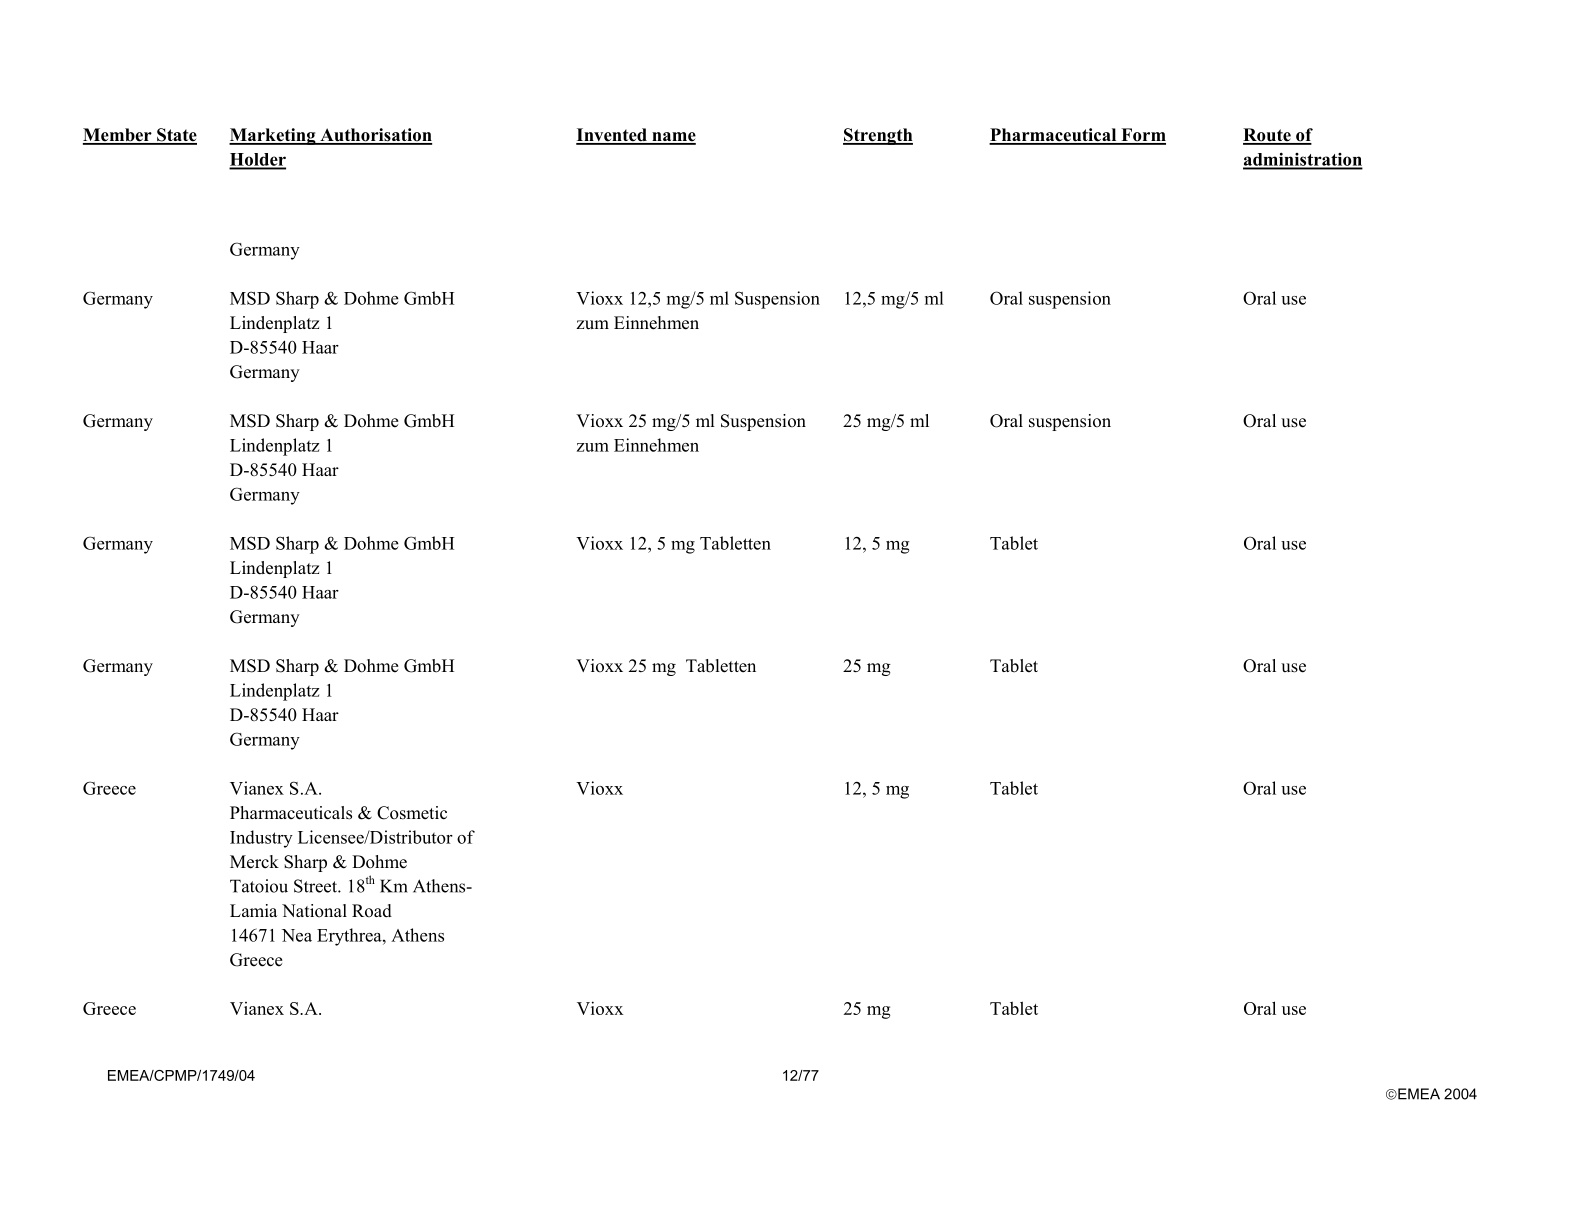 Member State Marketing Authorisation Invented name Strength Pharmaceutical Form Route of
Holder administration
Germany
Germany MSD Sharp & Dohme GmbH Vioxx 12,5 mg/5 ml Suspension 12,5 mg/5 ml Oral suspension Oral use
Lindenplatz 1 zum Einnehmen
D-85540 Haar
Germany
Germany MSD Sharp & Dohme GmbH Vioxx 25 mg/5 ml Suspension 25 mg/5 ml Oral suspension Oral use
Lindenplatz 1 zum Einnehmen
D-85540 Haar
Germany
Germany MSD Sharp & Dohme GmbH Vioxx 12, 5 mg Tabletten 12, 5 mg Tablet Oral use
Lindenplatz 1
D-85540 Haar
Germany
Germany MSD Sharp & Dohme GmbH Vioxx 25 mg  Tabletten 25 mg Tablet Oral use
Lindenplatz 1
D-85540 Haar
Germany
Greece Vianex S.A. Vioxx 12, 5 mg Tablet Oral use
Pharmaceuticals & Cosmetic
Industry Licensee/Distributor of
Merck Sharp & Dohme
Tatoiou Street. 18th Km Athens-
Lamia National Road
14671 Nea Erythrea, Athens
Greece
Greece Vianex S.A. Vioxx 25 mg Tablet Oral use
EMEA/CPMP/1749/04 12/77
©EMEA 2004